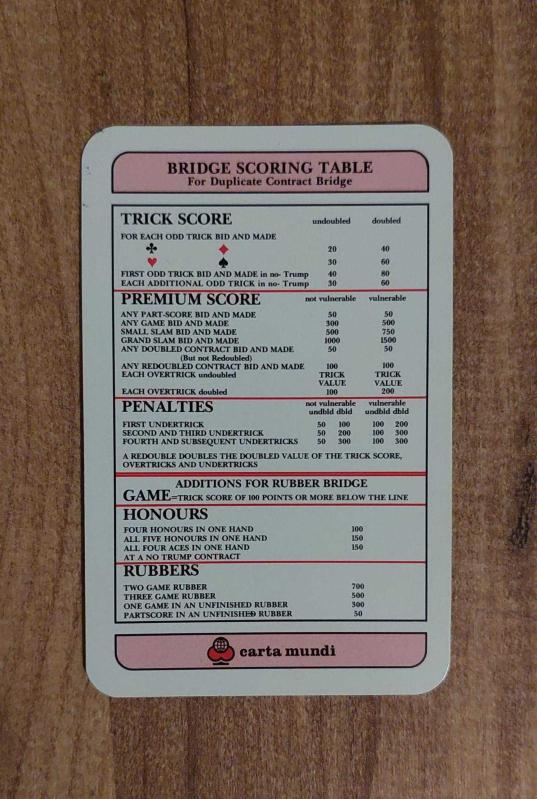 BRIDGE SCORING TABLE
For Duplicate Contract Bridge
TRICK SCORE undoubled doubled
FOR EACH ODD TRICK BID AND MADE
♣ ♦ 20 40
♥ ♠ 30 60
FIRST ODD TRICK BID AND MADE in no- Trump 40 80
EACH ADDITIONAL ODD TRICK in no- Trump 30 60
PREMIUM SCORE not vulnerable vulnerable
ANY PART-SCORE BID AND MADE 50 50
ANY GAME BID AND MADE 300 500
SMALL SLAM BID AND MADE 500 750
GRAND SLAM BID AND MADE 1000 1500
ANY DOUBLED CONTRACT BID AND MADE 50 50
(But not Redoubled)
ANY REDOUBLED CONTRACT BID AND MADE 100 100
EACH OVERTRICK undoubled TRICK TRICK
VALUE VALUE
EACH OVERTRICK doubled 100 200
PENALTIES not vulnerable vulnerable
undbld dbld undbld dbld
FIRST UNDERTRICK 50 100 100 200
SECOND AND THIRD UNDERTRICK 50 200 100 300
FOURTH AND SUBSEQUENT UNDERTRICKS 50 300 100 300
A REDOUBLE DOUBLES THE DOUBLED VALUE OF THE TRICK SCORE,
OVERTRICKS AND UNDERTRICKS
ADDITIONS FOR RUBBER BRIDGE
GAME=TRICK SCORE OF 100 POINTS OR MORE BELOW THE LINE
HONOURS
FOUR HONOURS IN ONE HAND 100
ALL FIVE HONOURS IN ONE HAND 150
ALL FOUR ACES IN ONE HAND 150
AT A NO TRUMP CONTRACT
RUBBERS
TWO GAME RUBBER 700
THREE GAME RUBBER 500
ONE GAME IN AN UNFINISHED RUBBER 300
PARTSCORE IN AN UNFINISHED RUBBER 50
carta mundi